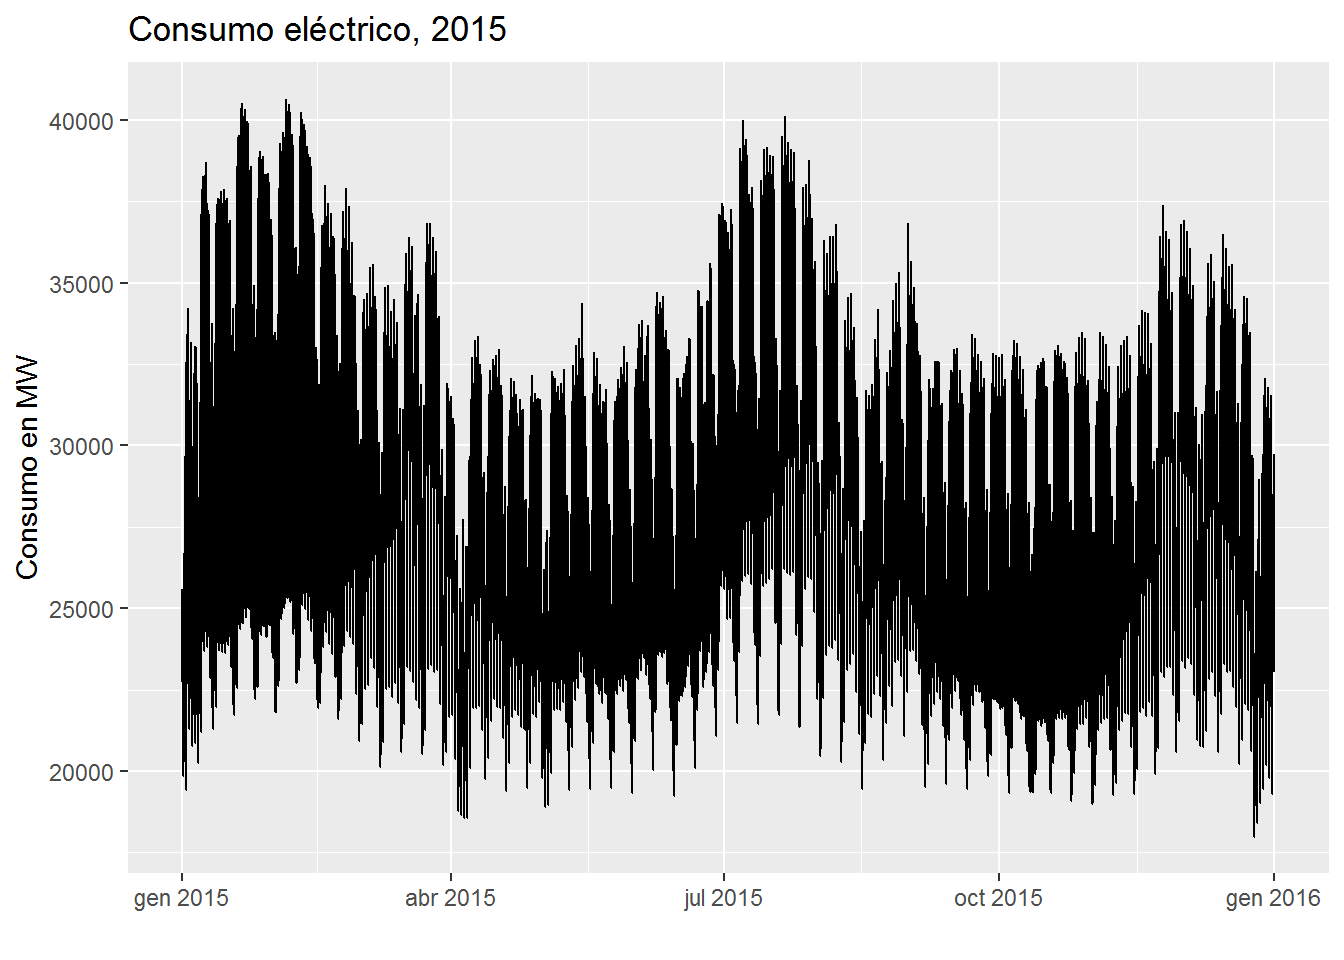 Consumo eléctrico, 2015
Consumo en MW
40000
35000
30000
25000
20000
gen 2015
abr 2015
jul 2015
oct 2015
gen 2016